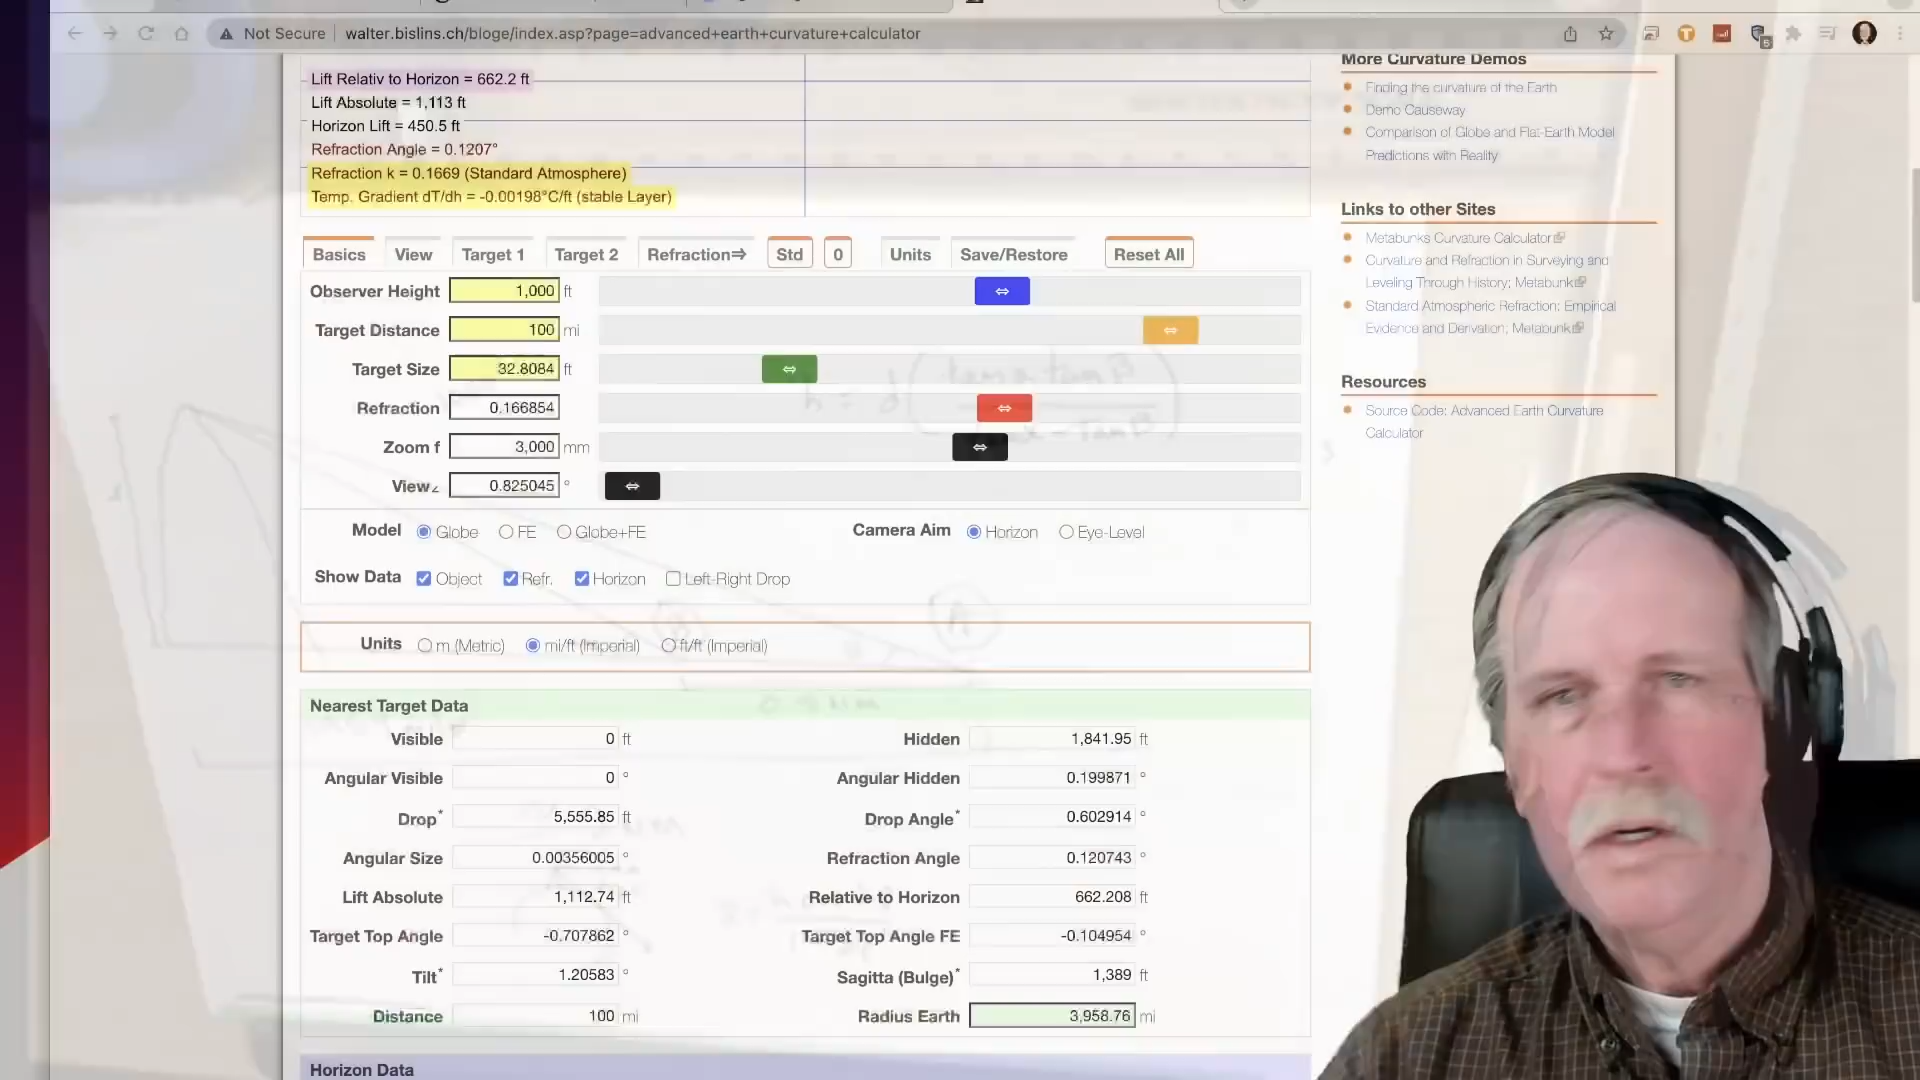 Not Secure walter.bislins.ch/bloge/index.asp?page=advanced+earth+curvature+calculator
6
Lift Relativ to Horizon = 662.2 ft
Lift Absolute = 1,113 ft
Horizon Lift = 450.5 ft
Refraction Angle = 0.1207°
Refraction k = 0.1669 (Standard Atmosphere)
Temp. Gradient dT/dh = -0.00198°C/ft (stable Layer)
Basics View Target 1 Target 2 Refraction⇒ Std 0 Units Save/Restore Reset All
Observer Height 1,000 ft
Target Distance 100 mi
Target Size 32.8084 ft
Refraction 0.166854
Zoom f 3,000 mm
View∠ 0.825045 °
Model Globe FE Globe+FE Camera Aim Horizon Eye-Level
Show Data Object Refr. Horizon Left-Right Drop
Units m (Metric) mi/ft (Imperial) ft/ft (Imperial)
Nearest Target Data
Visible 0 ft Hidden 1,841.95 ft
Angular Visible 0 ° Angular Hidden 0.199871 °
Drop* 5,555.85 ft Drop Angle* 0.602914 °
Angular Size 0.00356005 ° Refraction Angle 0.120743 °
Lift Absolute 1,112.74 ft Relative to Horizon 662.208 ft
Target Top Angle -0.707862 ° Target Top Angle FE -0.104954 °
Tilt* 1.20583 ° Sagitta (Bulge)* 1,389 ft
Distance 100 mi Radius Earth 3,958.76 mi
Horizon Data
More Curvature Demos
Finding the curvature of the Earth
Demo Causeway
Comparison of Globe and Flat-Earth Model
Predictions with Reality
Links to other Sites
Metabunks Curvature Calculator
Curvature and Refraction in Surveying and
Leveling Through History; Metabunk
Standard Atmospheric Refraction: Empirical
Evidence and Derivation; Metabunk
Resources
Source Code: Advanced Earth Curvature
Calculator